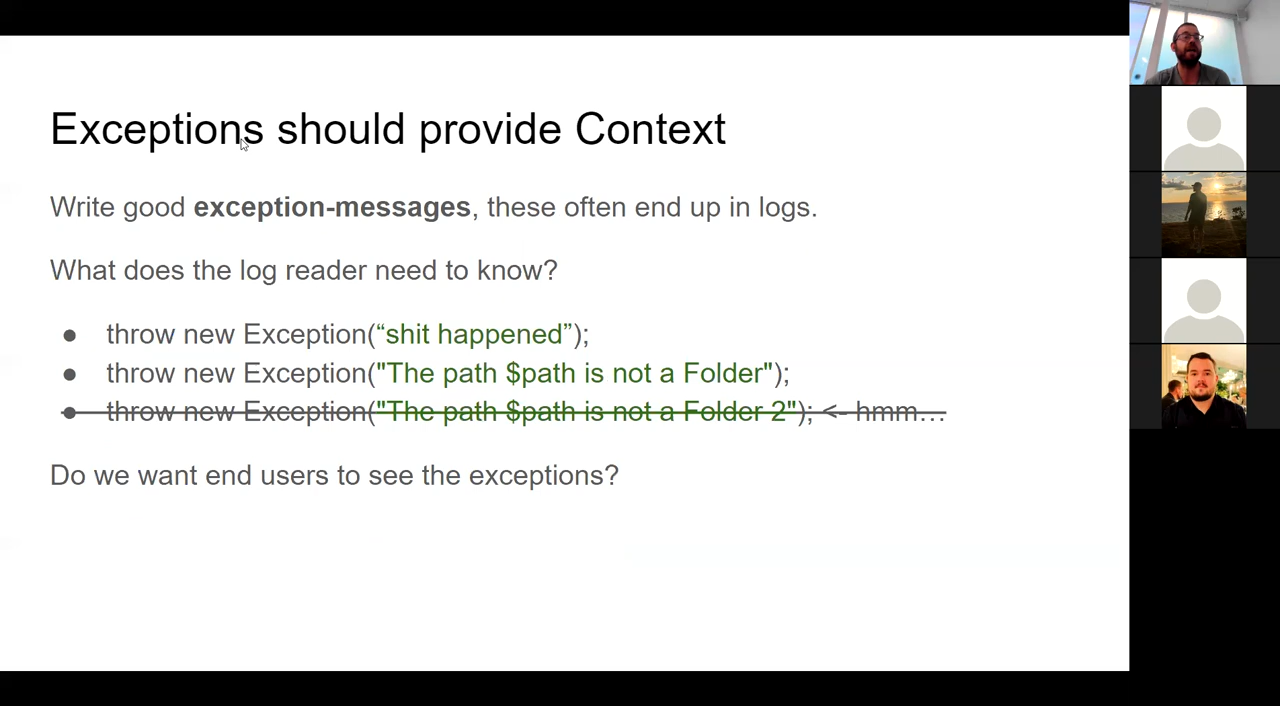 Exceptions should provide Context
Write good exception-messages, these often end up in logs.
What does the log reader need to know?
● throw new Exception(“shit happened”);
● throw new Exception("The path $path is not a Folder");
● throw new Exception("The path $path is not a Folder 2"); <- hmm…
Do we want end users to see the exceptions?